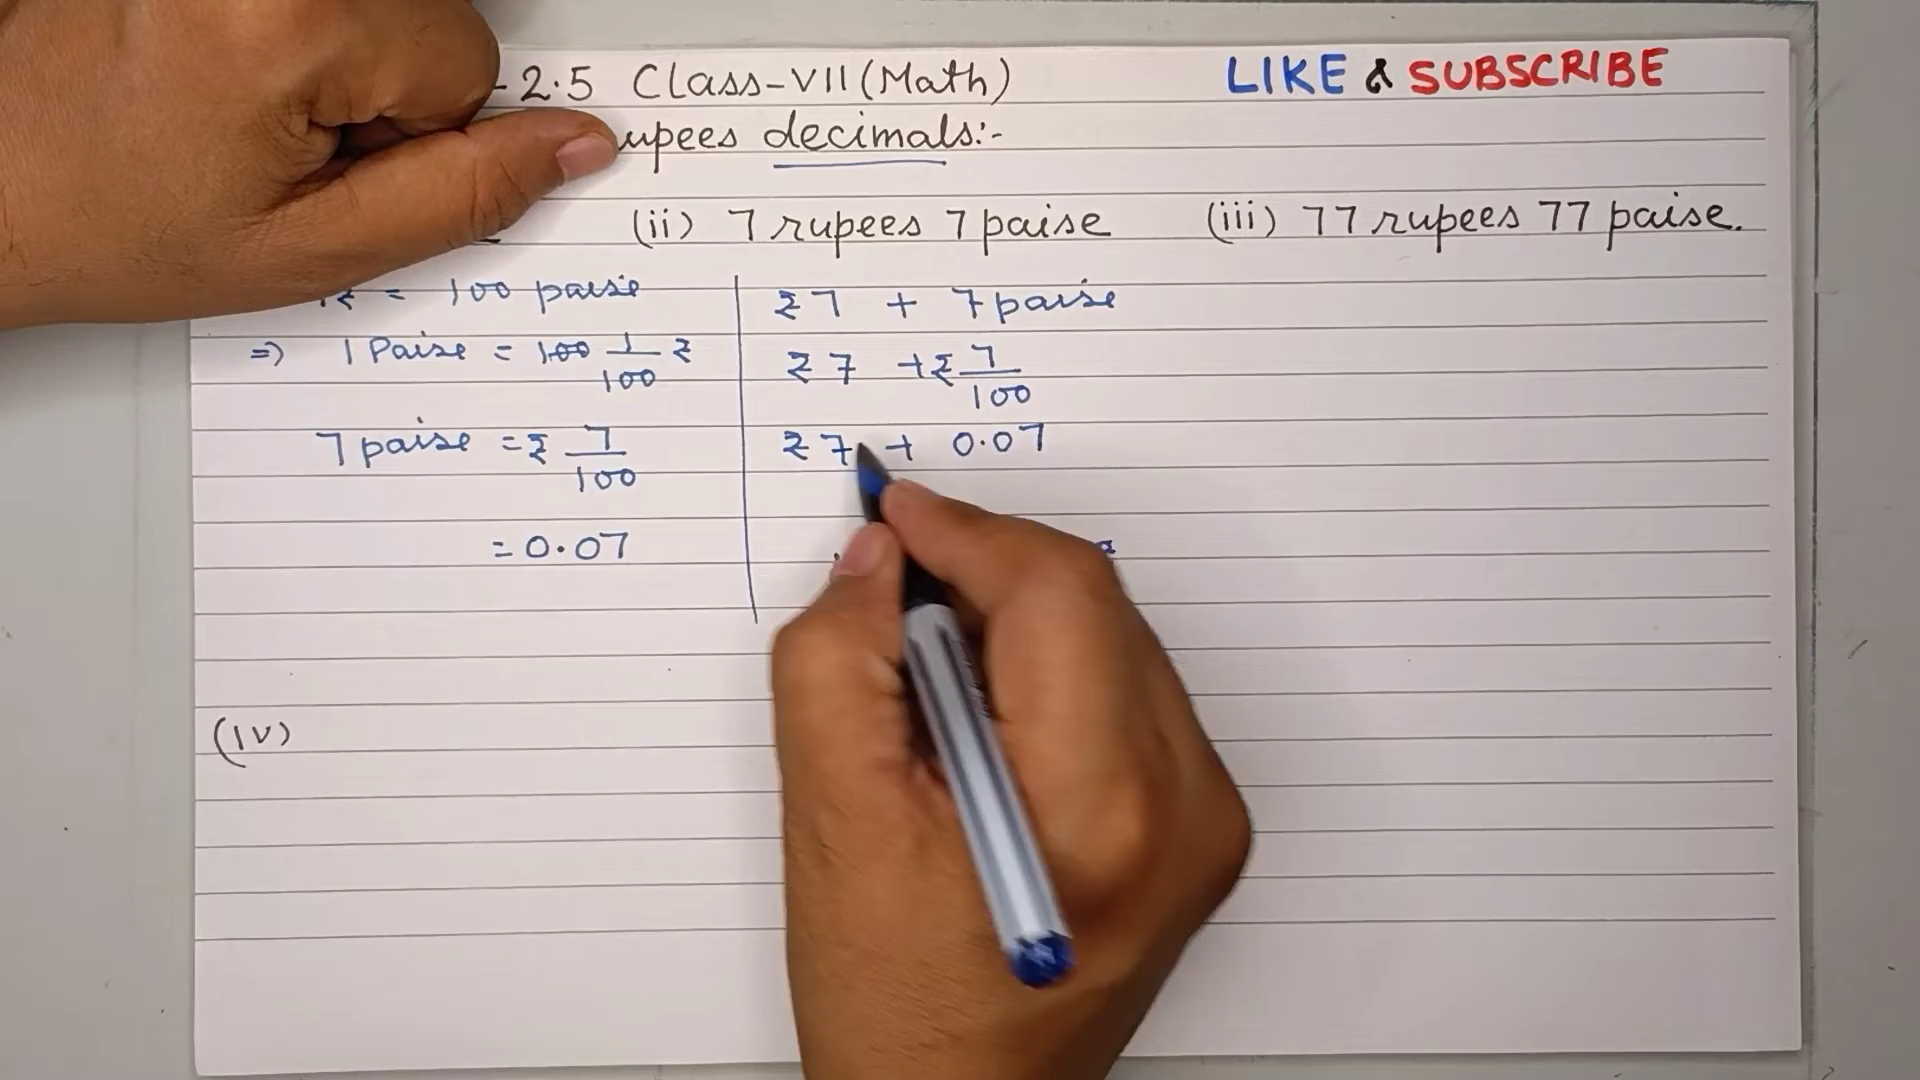 -2.5 Class-VII (Math)
LIKE & SUBSCRIBE
upees decimals:-
(ii) 7 rupees 7 paise
(iii) 77 rupees 77 paise.
1₹ = 100 paise
⇒ 1 Paise = 100 1/100 ₹
7 paise = ₹ 7/100
= 0.07
₹7 + 7 paise
₹7 + ₹ 7/100
₹7 + 0.07
(iv)